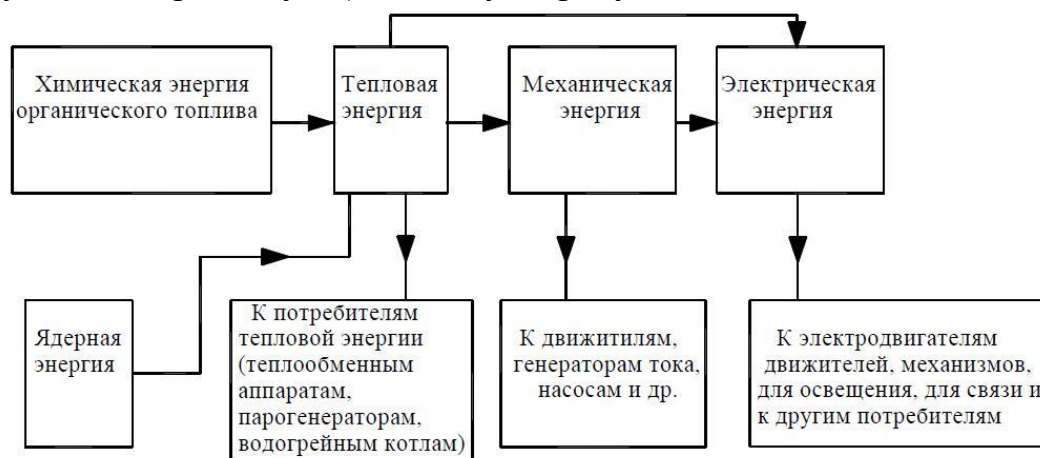 Химическая энергия
органического топлива
Тепловая
энергия
Механическая
энергия
Электрическая
энергия
Ядерная
энергия
К потребителям
тепловой энергии
(теплообменным
аппаратам,
парогенераторам,
водогрейным котлам)
К движитилям,
генераторам тока,
насосам и др.
К электродвигателям
движителей, механизмов,
для освещения, для связи и
к другим потребителям